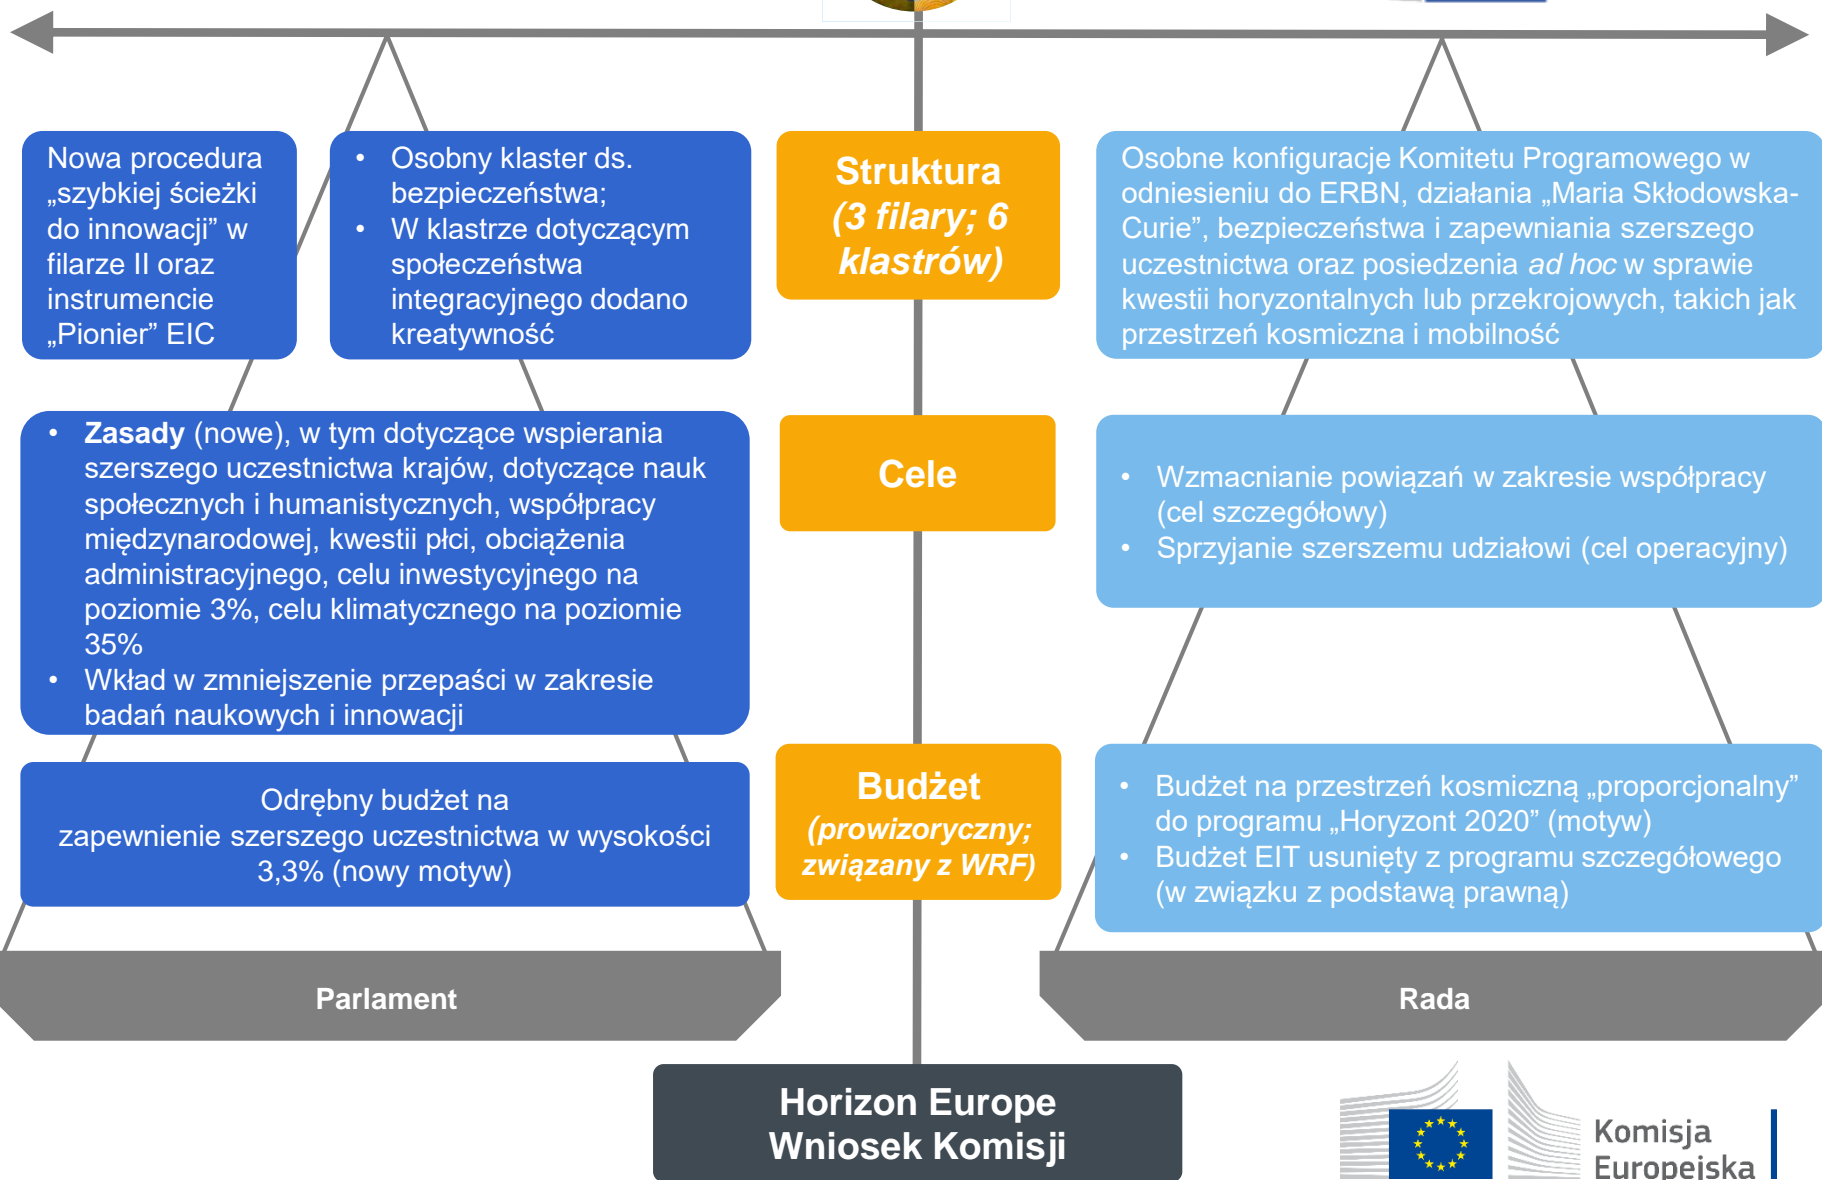 Nowa procedura
„szybkiej ścieżki
do innowacji” w
filarze II oraz
instrumencie
„Pionier” EIC
• Osobny klaster ds.
bezpieczeństwa;
• W klastrze dotyczącym
społeczeństwa
integracyjnego dodano
kreatywność
Struktura
(3 filary; 6
klastrów)
Osobne konfiguracje Komitetu Programowego w
odniesieniu do ERBN, działania „Maria Skłodowska-
Curie”, bezpieczeństwa i zapewniania szerszego
uczestnictwa oraz posiedzenia ad hoc w sprawie
kwestii horyzontalnych lub przekrojowych, takich jak
przestrzeń kosmiczna i mobilność
• Zasady (nowe), w tym dotyczące wspierania
szerszego uczestnictwa krajów, dotyczące nauk
społecznych i humanistycznych, współpracy
międzynarodowej, kwestii płci, obciążenia
administracyjnego, celu inwestycyjnego na
poziomie 3%, celu klimatycznego na poziomie
35%
• Wkład w zmniejszenie przepaści w zakresie
badań naukowych i innowacji
Cele
• Wzmacnianie powiązań w zakresie współpracy
(cel szczegółowy)
• Sprzyjanie szerszemu udziałowi (cel operacyjny)
Odrębny budżet na
zapewnienie szerszego uczestnictwa w wysokości
3,3% (nowy motyw)
Budżet
(prowizoryczny;
związany z WRF)
• Budżet na przestrzeń kosmiczną „proporcjonalny”
do programu „Horyzont 2020” (motyw)
• Budżet EIT usunięty z programu szczegółowego
(w związku z podstawą prawną)
Parlament
Rada
Horizon Europe
Wniosek Komisji
Komisja
Europejska